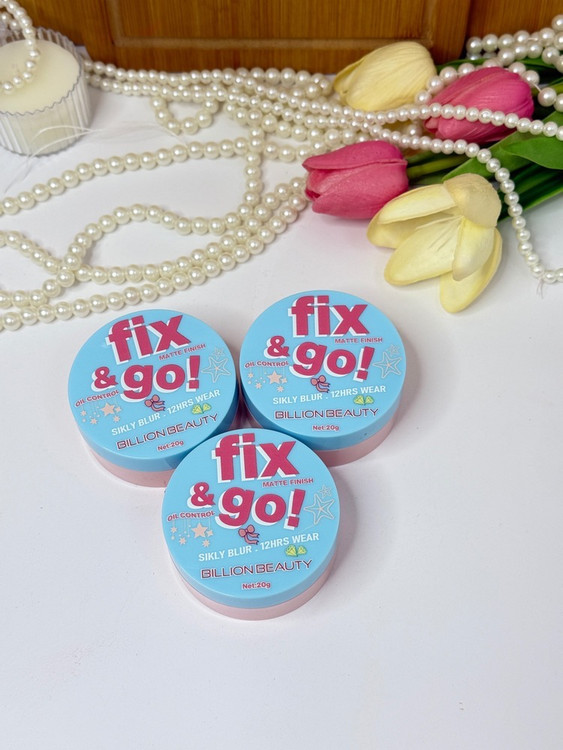 fix
MATTE FINISH
& go!
OIL CONTROL
SIKLY BLUR . 12HRS WEAR
BILLION BEAUTY
Net:20g
fix
MATTE FINISH
& go!
OIL CONTROL
SIKLY BLUR . 12HRS WEAR
BILLION BEAUTY
Net:20g
fix
MATTE FINISH
& go!
OIL CONTROL
SIKLY BLUR . 12HRS WEAR
BILLION BEAUTY
Net:20g